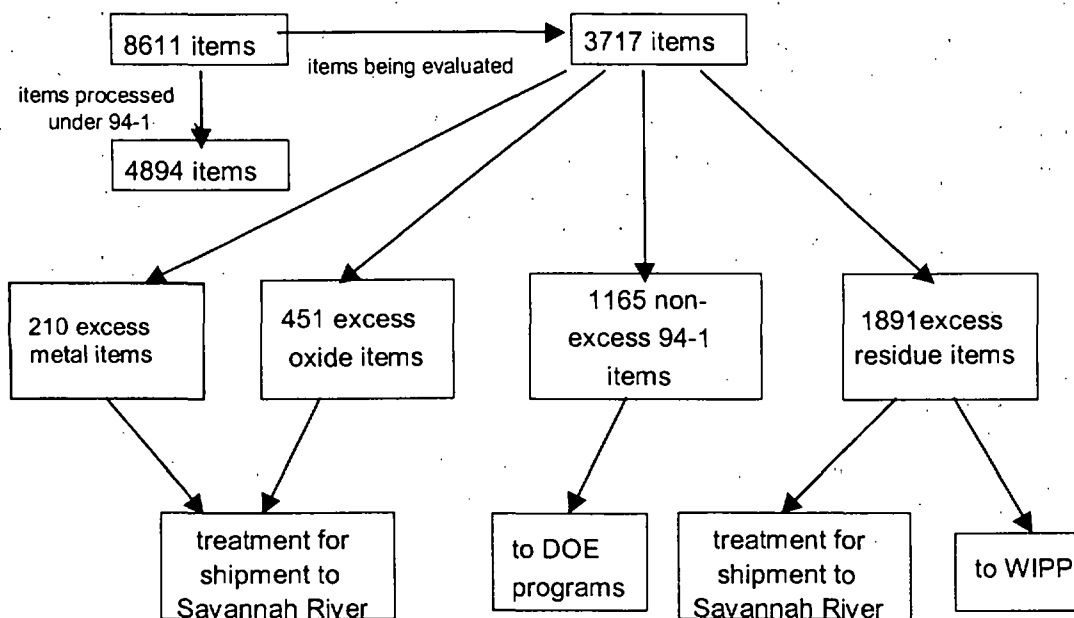 8611 items
3717 items
items being evaluated
items processed
under 94-1
4894 items
210 excess
metal items
451 excess
oxide items
1165 non-
excess 94-1
items
1891excess
residue items
treatment for
shipment to
Savannah River
to DOE
programs
treatment for
shipment to
Savannah River
to WIPP